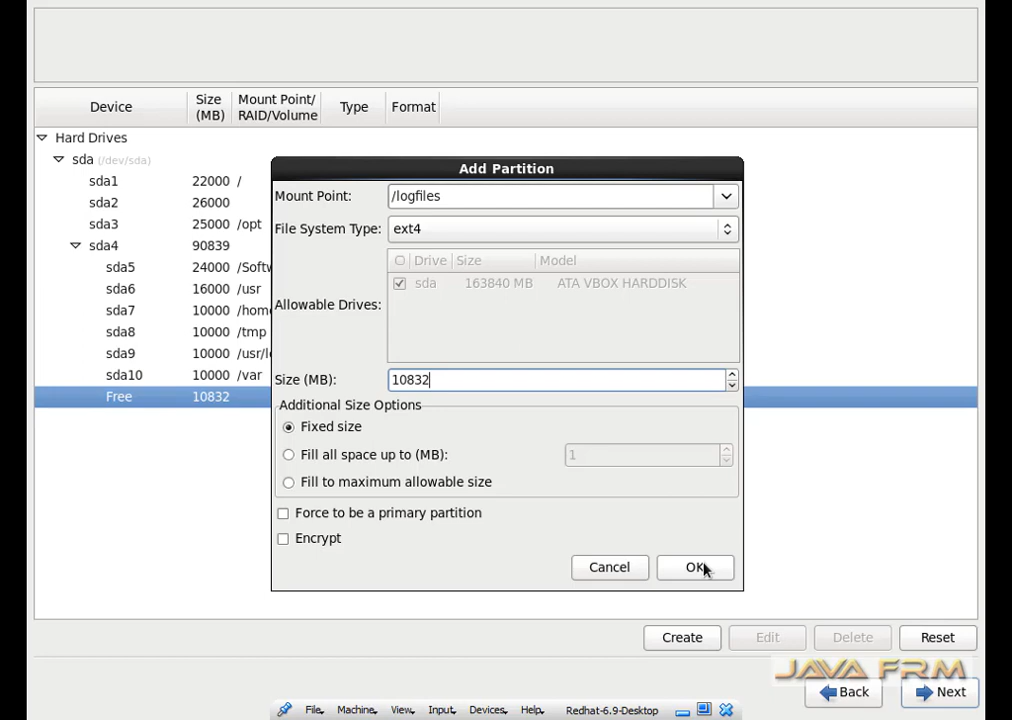 Device Size (MB) Mount Point/ RAID/Volume Type Format
Hard Drives
sda (/dev/sda)
sda1 22000 /
sda2 26000
sda3 25000 /opt
sda4 90839
sda5 24000 /Softw
sda6 16000 /usr
sda7 10000 /home
sda8 10000 /tmp
sda9 10000 /usr/l
sda10 10000 /var
Free 10832
Add Partition
Mount Point: /logfiles
File System Type: ext4
Drive Size Model
sda 163840 MB ATA VBOX HARDDISK
Allowable Drives:
Size (MB): 10832
Additional Size Options
Fixed size
Fill all space up to (MB): 1
Fill to maximum allowable size
Force to be a primary partition
Encrypt
Cancel OK
Create Edit Delete Reset
JAVA FRM
Back Next
File Machine View Input Devices Help Redhat-6.9-Desktop